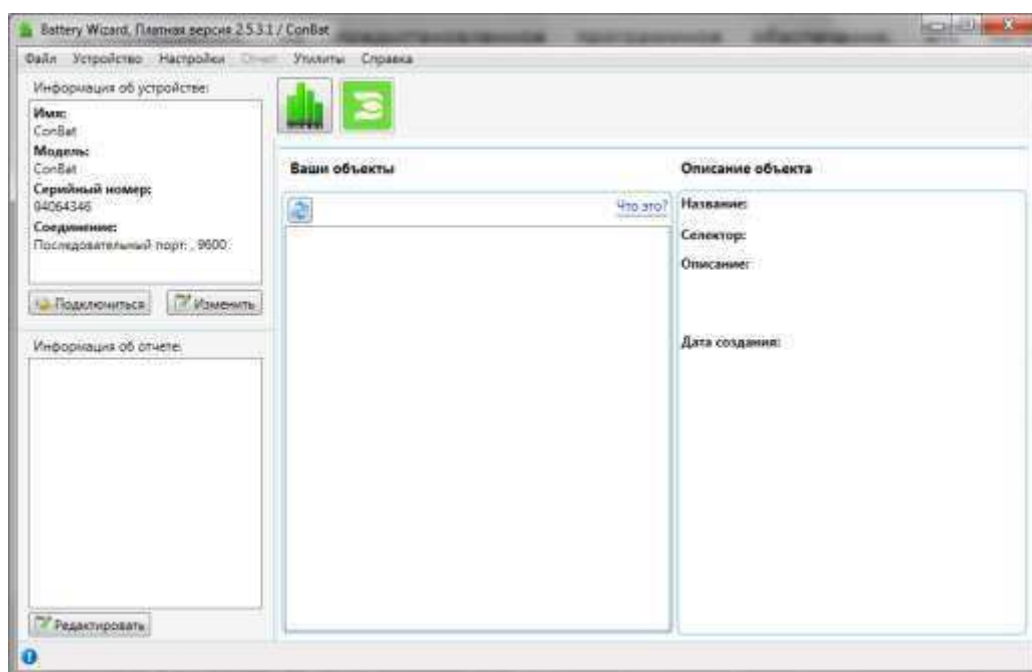 Battery Wizard, Платная версия 2.5.3.1 / ConBat
Файл Устройство Настройки Отчет Утилиты Справка
Информация об устройстве:
Имя:
ConBat
Модель:
ConBat
Серийный номер:
94064346
Соединение:
Последовательный порт: , 9600
Подключиться Изменить
Информация об отчете:
Редактировать
Ваши объекты
Что это?
Описание объекта
Название:
Селектор:
Описание:
Дата создания: